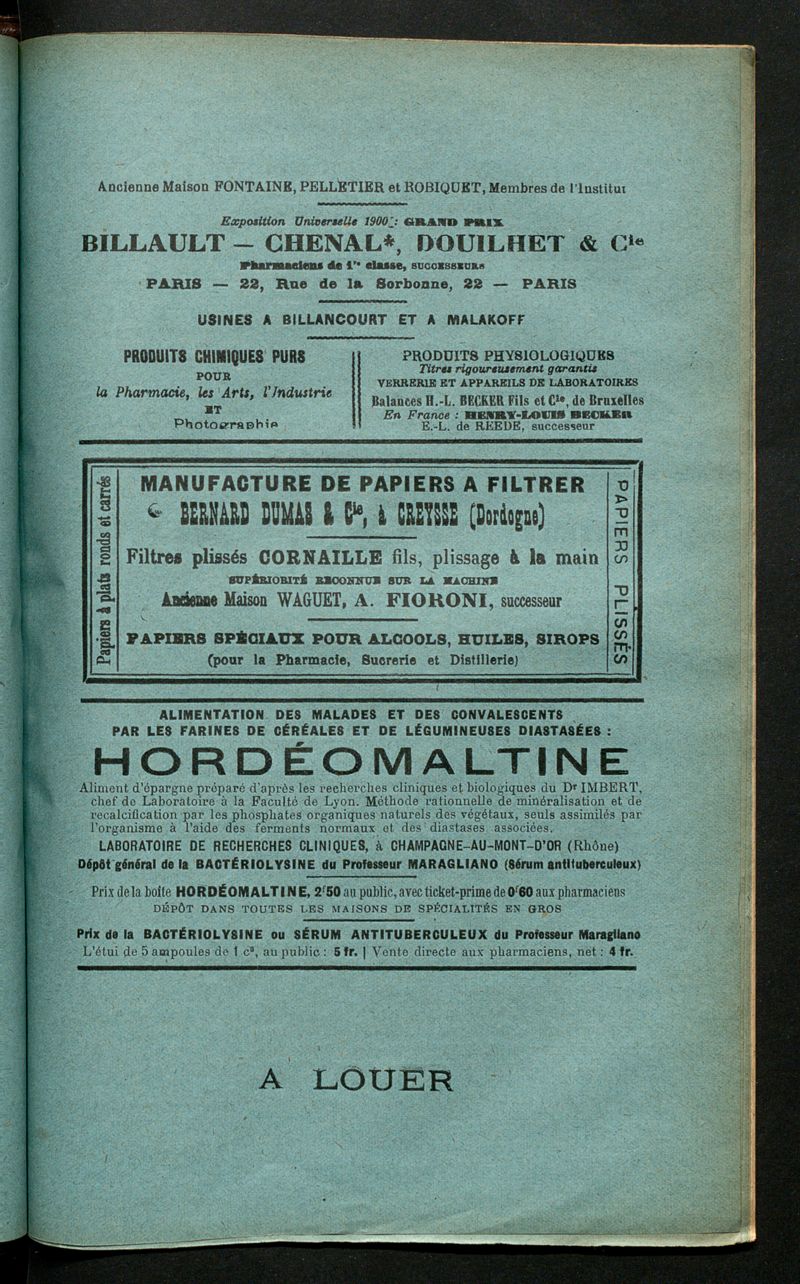 Ancienne Maison FONTAINE, PELLETIER et ROBIQUET, Membres de l'Institut
Exposition Universelle 1900 : GRAND PRIX
BILLAULT — CHENAL*, DOUILHET & Cie
Pharmaciens de 1re classe, SUCCESSEURS
PARIS — 22, Rue de la Sorbonne, 22 — PARIS
USINES A BILLANCOURT ET A MALAKOFF
PRODUITS CHIMIQUES PURS
POUR
la Pharmacie, les Arts, l'Industrie
ET
Photographie
PRODUITS PHYSIOLOGIQUES
Titres rigoureusement garantis
VERRERIE ET APPAREILS DE LABORATOIRES
Balances H.-L. BECKER Fils et Cie, de Bruxelles
En France : HENRY-LOUIS BECKER
E.-L. de REEDE, successeur
Papiers à plats ronds et carrés
MANUFACTURE DE PAPIERS A FILTRER
BERNARD DUMAS & Cie, à CREYSSE (Dordogne)
Filtres plissés CORNAILLE fils, plissage à la main
SUPÉRIORITÉ RECONNUE SUR LA MACHINE
Ancienne Maison WAGUET, A. FIORONI, successeur
PAPIERS SPÉCIAUX POUR ALCOOLS, HUILES, SIROPS
(pour la Pharmacie, Sucrerie et Distillerie)
PAPIERS PLISSÉS
ALIMENTATION DES MALADES ET DES CONVALESCENTS
PAR LES FARINES DE CÉRÉALES ET DE LÉGUMINEUSES DIASTASÉES :
HORDÉOMALTINE
Aliment d'épargne préparé d'après les recherches cliniques et biologiques du Dr IMBERT,
chef de Laboratoire à la Faculté de Lyon. Méthode rationnelle de minéralisation et de
recalcification par les phosphates organiques naturels des végétaux, seuls assimilés par
l'organisme à l'aide des ferments normaux et des diastases associées.
LABORATOIRE DE RECHERCHES CLINIQUES, à CHAMPAGNE-AU-MONT-D'OR (Rhône)
Dépôt général de la BACTÉRIOLYSINE du Professeur MARAGLIANO (Sérum antituberculeux)
Prix de la boîte HORDÉOMALTINE, 2f50 au public, avec ticket-prime de 0f60 aux pharmaciens
DÉPÔT DANS TOUTES LES MAISONS DE SPÉCIALITÉS EN GROS
Prix de la BACTÉRIOLYSINE ou SÉRUM ANTITUBERCULEUX du Professeur Maragliano
L'étui de 5 ampoules de 1 c3, au public : 5 fr. | Vente directe aux pharmaciens, net : 4 fr.
A LOUER